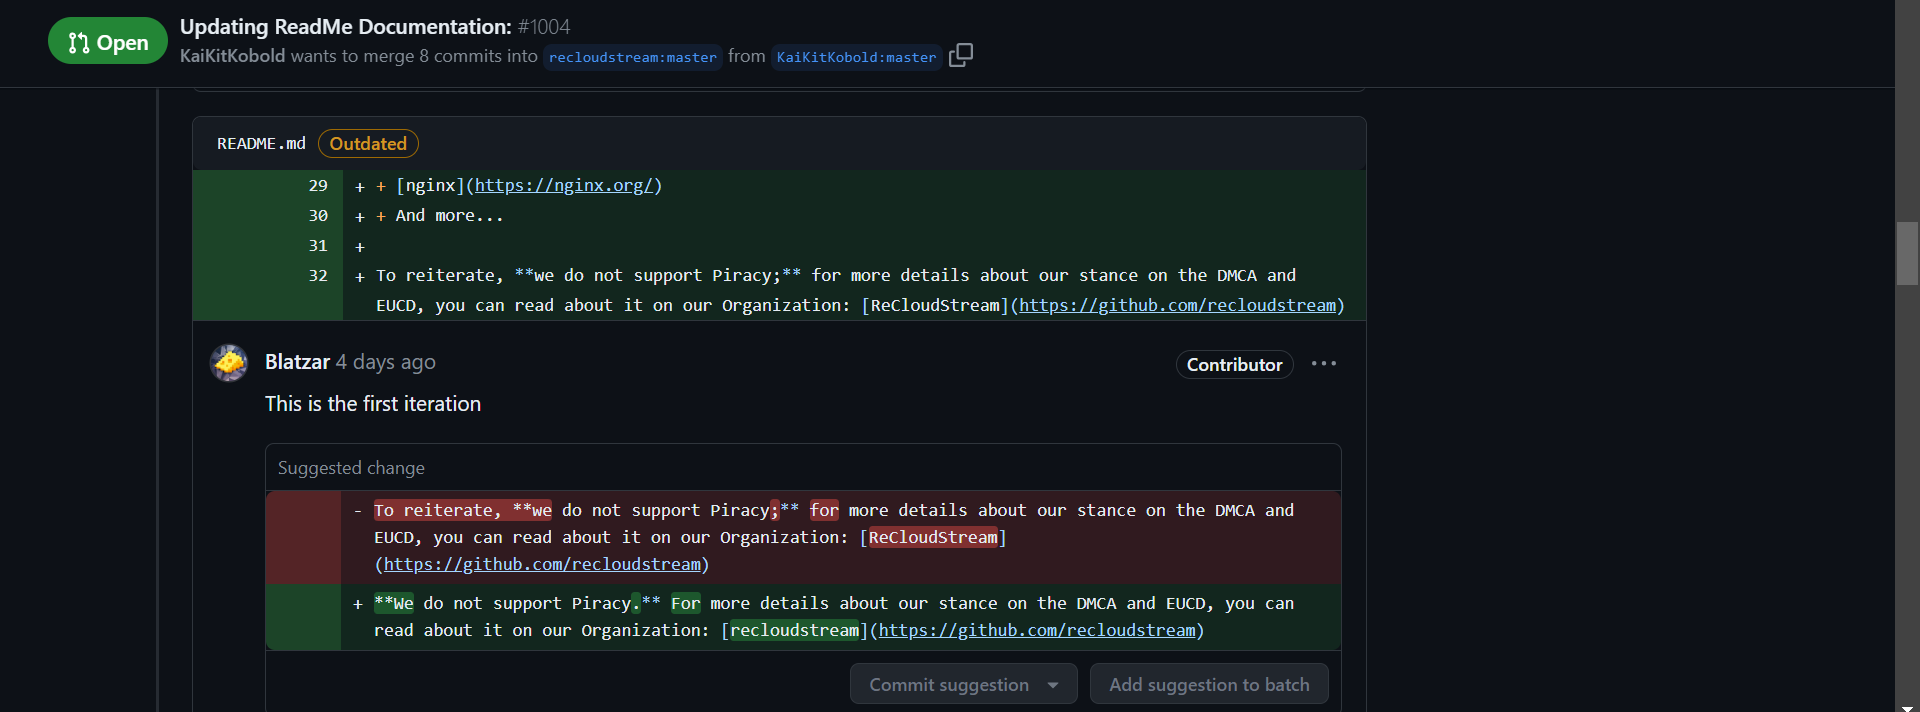 Open
Updating ReadMe Documentation: #1004
KaiKitKobold wants to merge 8 commits into recloudstream:master from KaiKitKobold:master
README.md Outdated
29 + + [nginx](https://nginx.org/)
30 + + And more...
31 +
32 + To reiterate, **we do not support Piracy;** for more details about our stance on the DMCA and
EUCD, you can read about it on our Organization: [ReCloudStream](https://github.com/recloudstream)
Blatzar 4 days ago
Contributor
This is the first iteration
Suggested change
- To reiterate, **we do not support Piracy;** for more details about our stance on the DMCA and
EUCD, you can read about it on our Organization: [ReCloudStream]
(https://github.com/recloudstream)
+ **We do not support Piracy.** For more details about our stance on the DMCA and EUCD, you can
read about it on our Organization: [recloudstream](https://github.com/recloudstream)
Commit suggestion
Add suggestion to batch